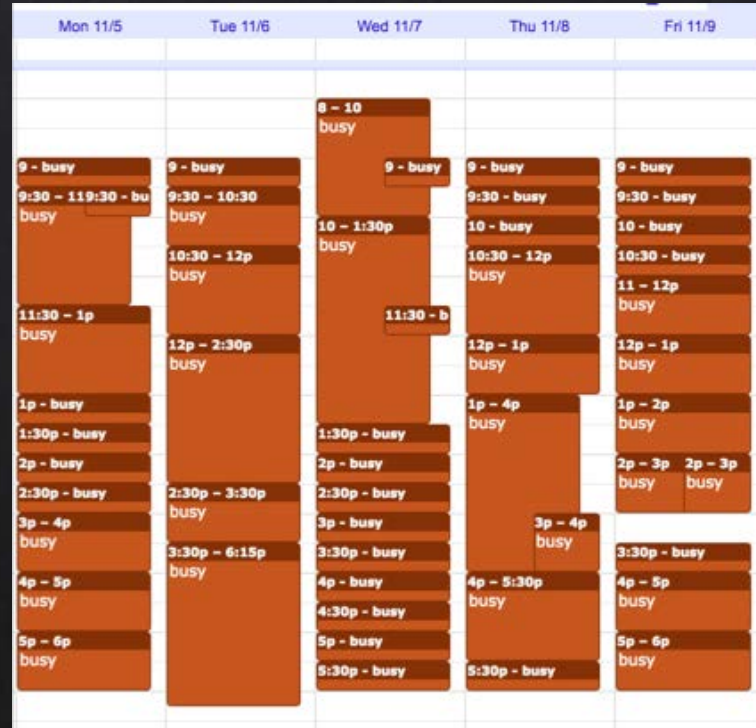 Mon 11/5
Tue 11/6
Wed 11/7
Thu 11/8
Fri 11/9
9 - busy
9:30 – 11
9:30 - bu
busy
11:30 – 1p
busy
1p - busy
1:30p - busy
2p - busy
2:30p - busy
3p – 4p
busy
4p – 5p
busy
5p – 6p
busy
9 - busy
9:30 – 10:30
busy
10:30 – 12p
busy
12p – 2:30p
busy
2:30p – 3:30p
busy
3:30p – 6:15p
busy
8 – 10
busy
9 - busy
10 – 1:30p
busy
11:30 - b
1:30p - busy
2p - busy
2:30p - busy
3p - busy
3:30p - busy
4p - busy
4:30p - busy
5p - busy
5:30p - busy
9 - busy
9:30 - busy
10 - busy
10:30 – 12p
busy
12p – 1p
busy
1p – 4p
busy
3p – 4p
busy
4p – 5:30p
busy
5:30p - busy
9 - busy
9:30 - busy
10 - busy
10:30 - busy
11 – 12p
busy
12p – 1p
busy
1p – 2p
busy
2p – 3p
busy
2p – 3p
busy
3:30p - busy
4p – 5p
busy
5p – 6p
busy